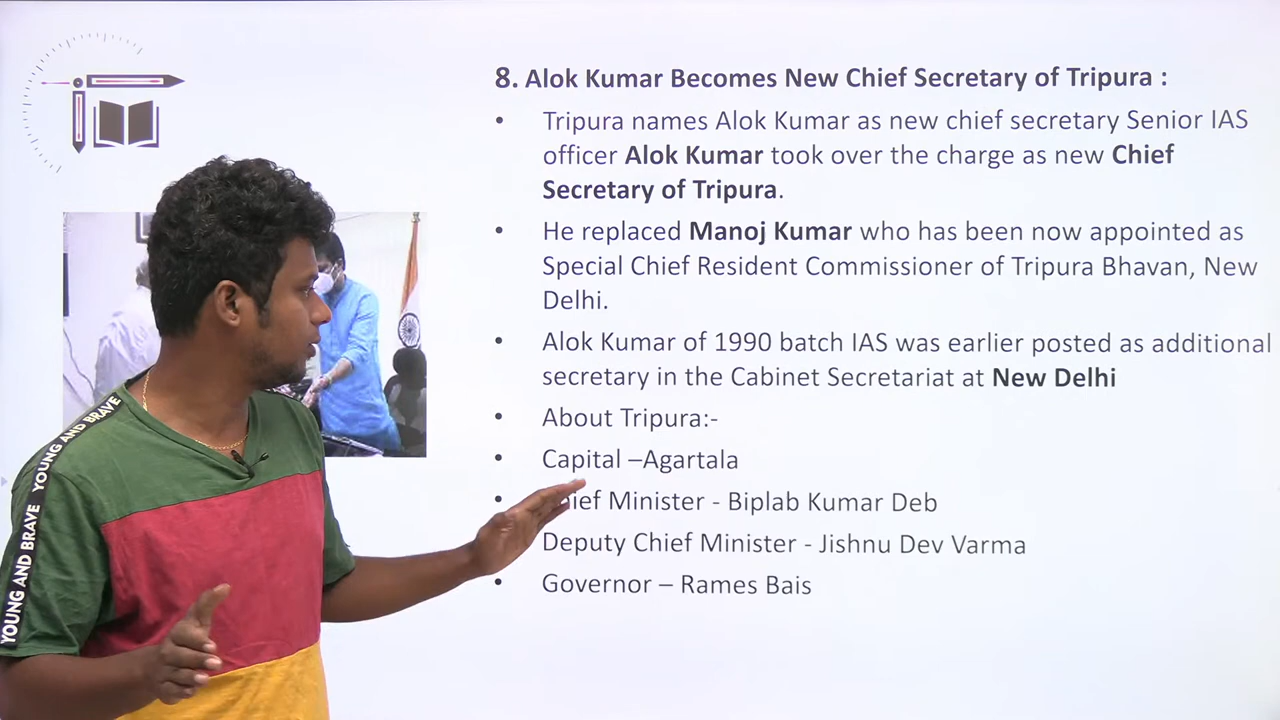 8. Alok Kumar Becomes New Chief Secretary of Tripura :
• Tripura names Alok Kumar as new chief secretary Senior IAS
officer Alok Kumar took over the charge as new Chief
Secretary of Tripura.
• He replaced Manoj Kumar who has been now appointed as
Special Chief Resident Commissioner of Tripura Bhavan, New
Delhi.
• Alok Kumar of 1990 batch IAS was earlier posted as additional
secretary in the Cabinet Secretariat at New Delhi
• About Tripura:-
• Capital –Agartala
• hief Minister - Biplab Kumar Deb
Deputy Chief Minister - Jishnu Dev Varma
• Governor – Rames Bais
YOUNG AND BRAVE
YOUNG AND BRAVE